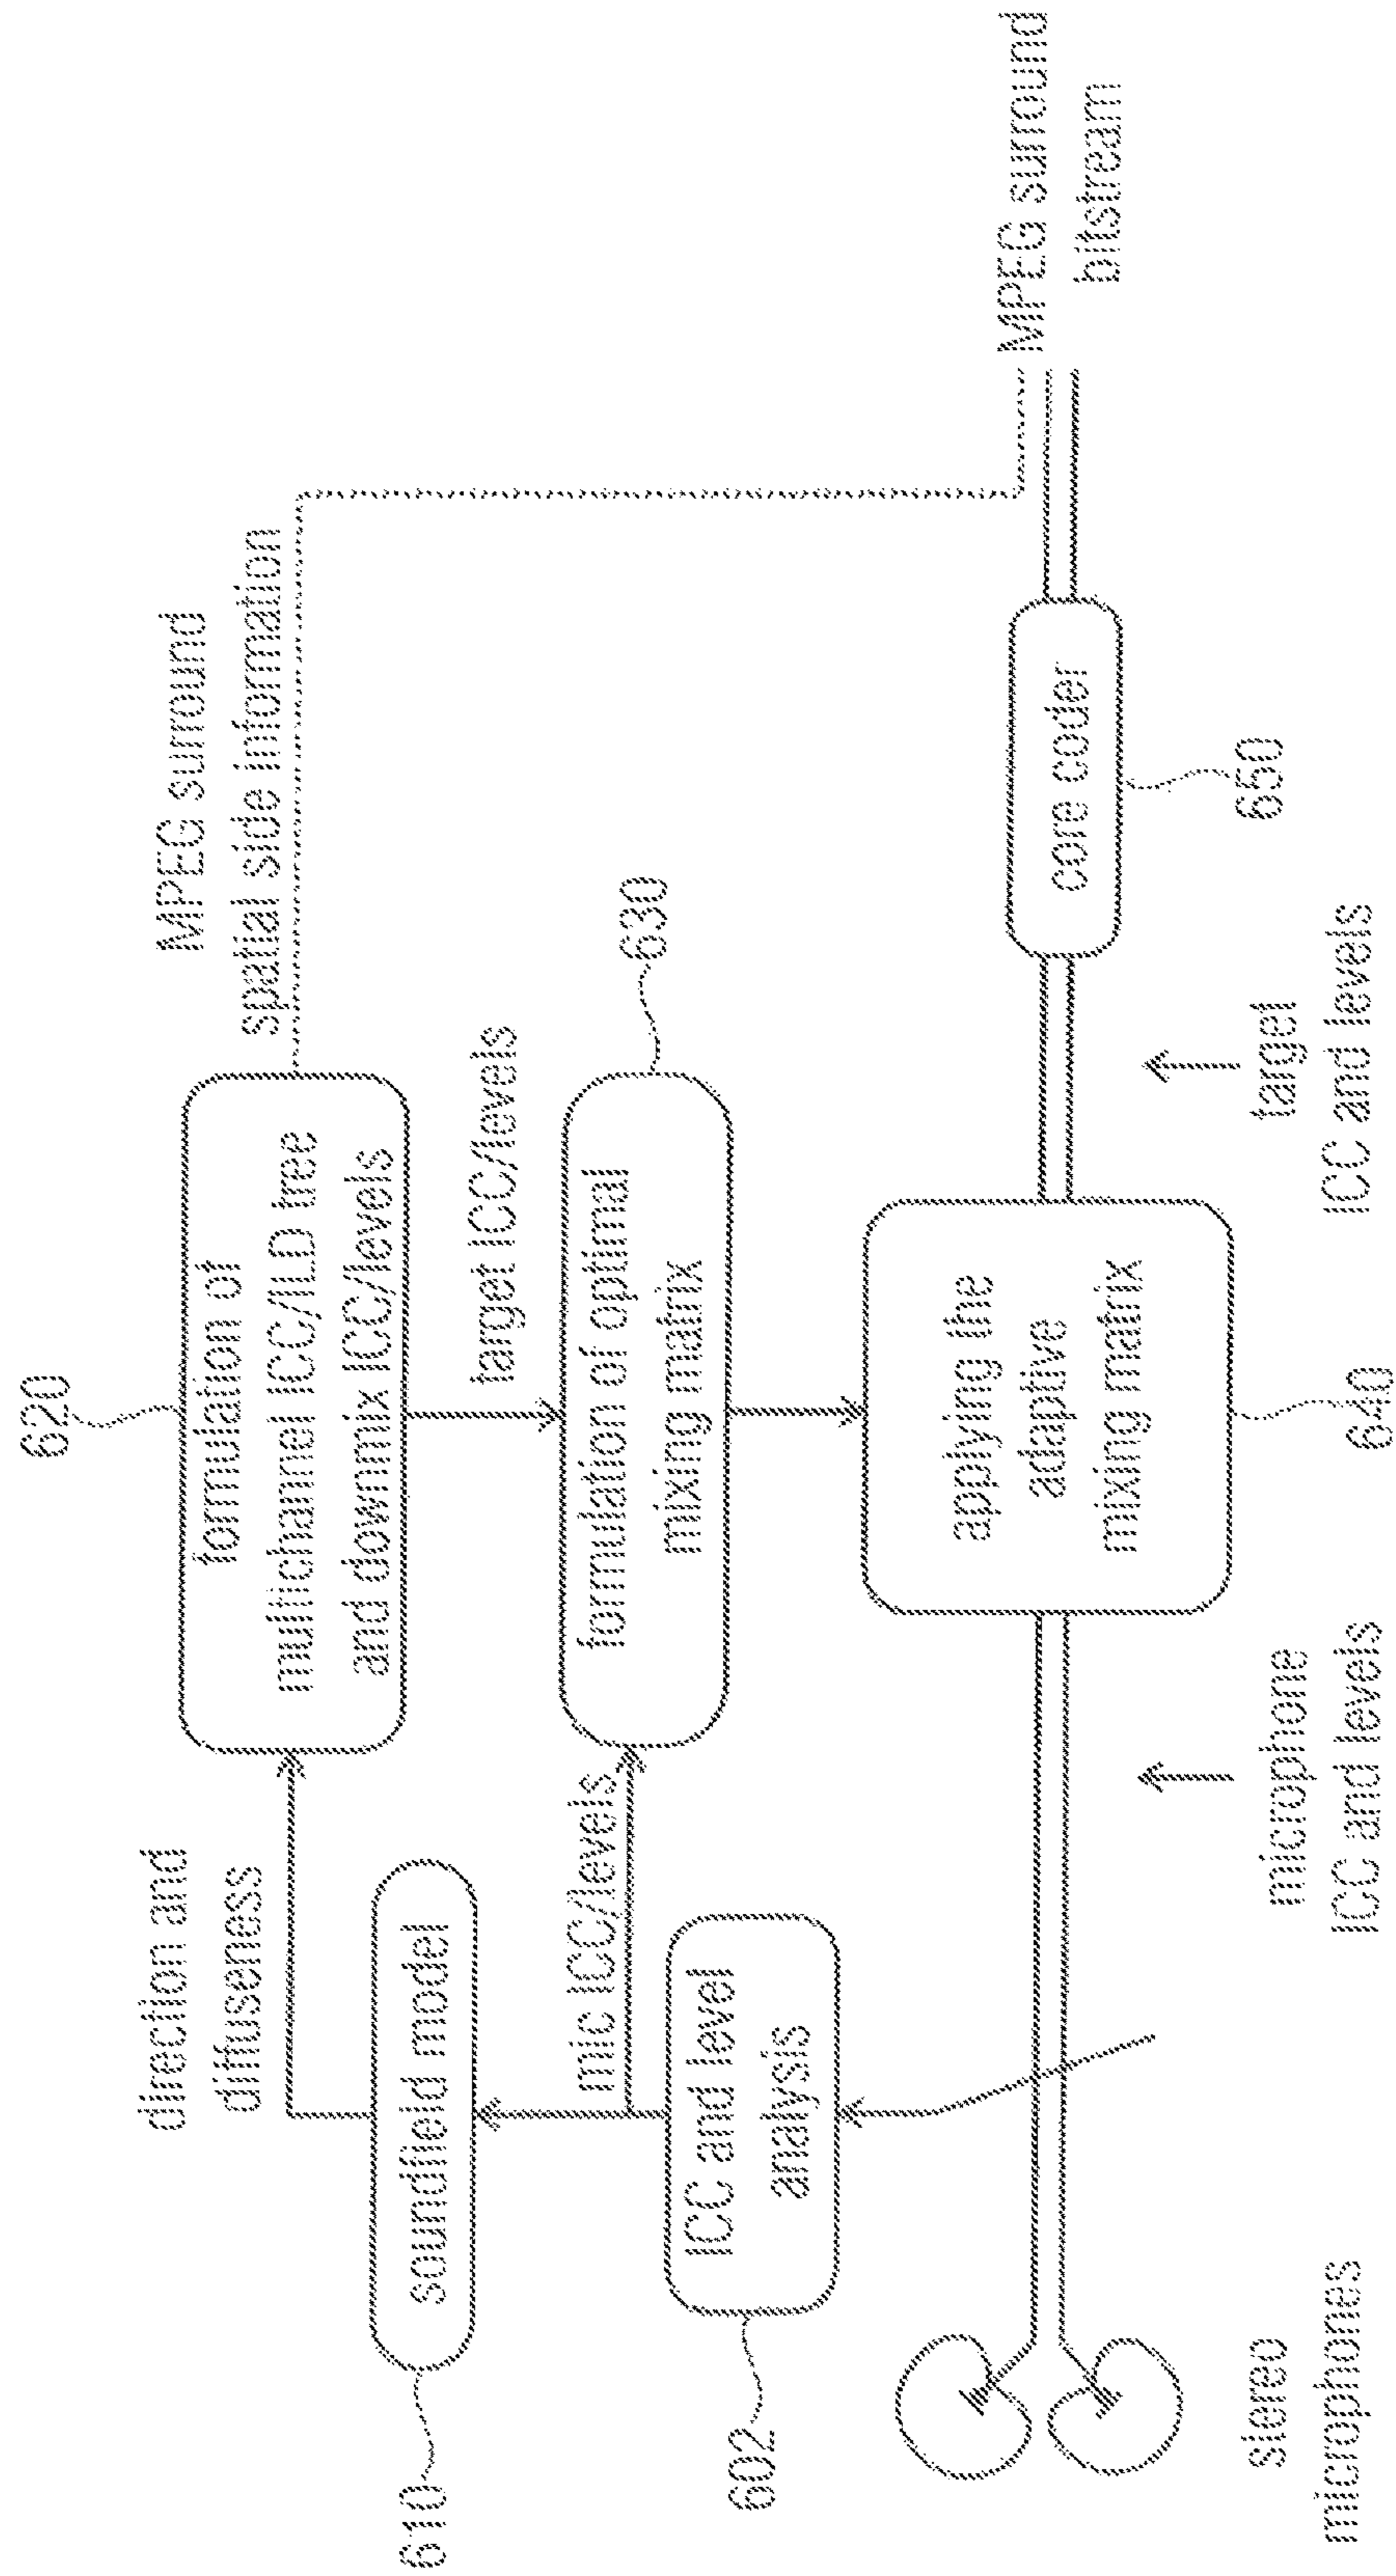 620
formulation of
multichannel ICC/ILD tree
and downmix ICC/levels
direction and
diffuseness
MPEG surround
spatial side information
610
soundfield model
target ICC/levels
630
formulation of optimal
mixing matrix
mic ICC/levels
602
ICC and level
analysis
applying the
adaptive
mixing matrix
640
core coder
650
MPEG surround
bitstream
stereo
microphones
microphone
ICC and levels
target
ICC and levels